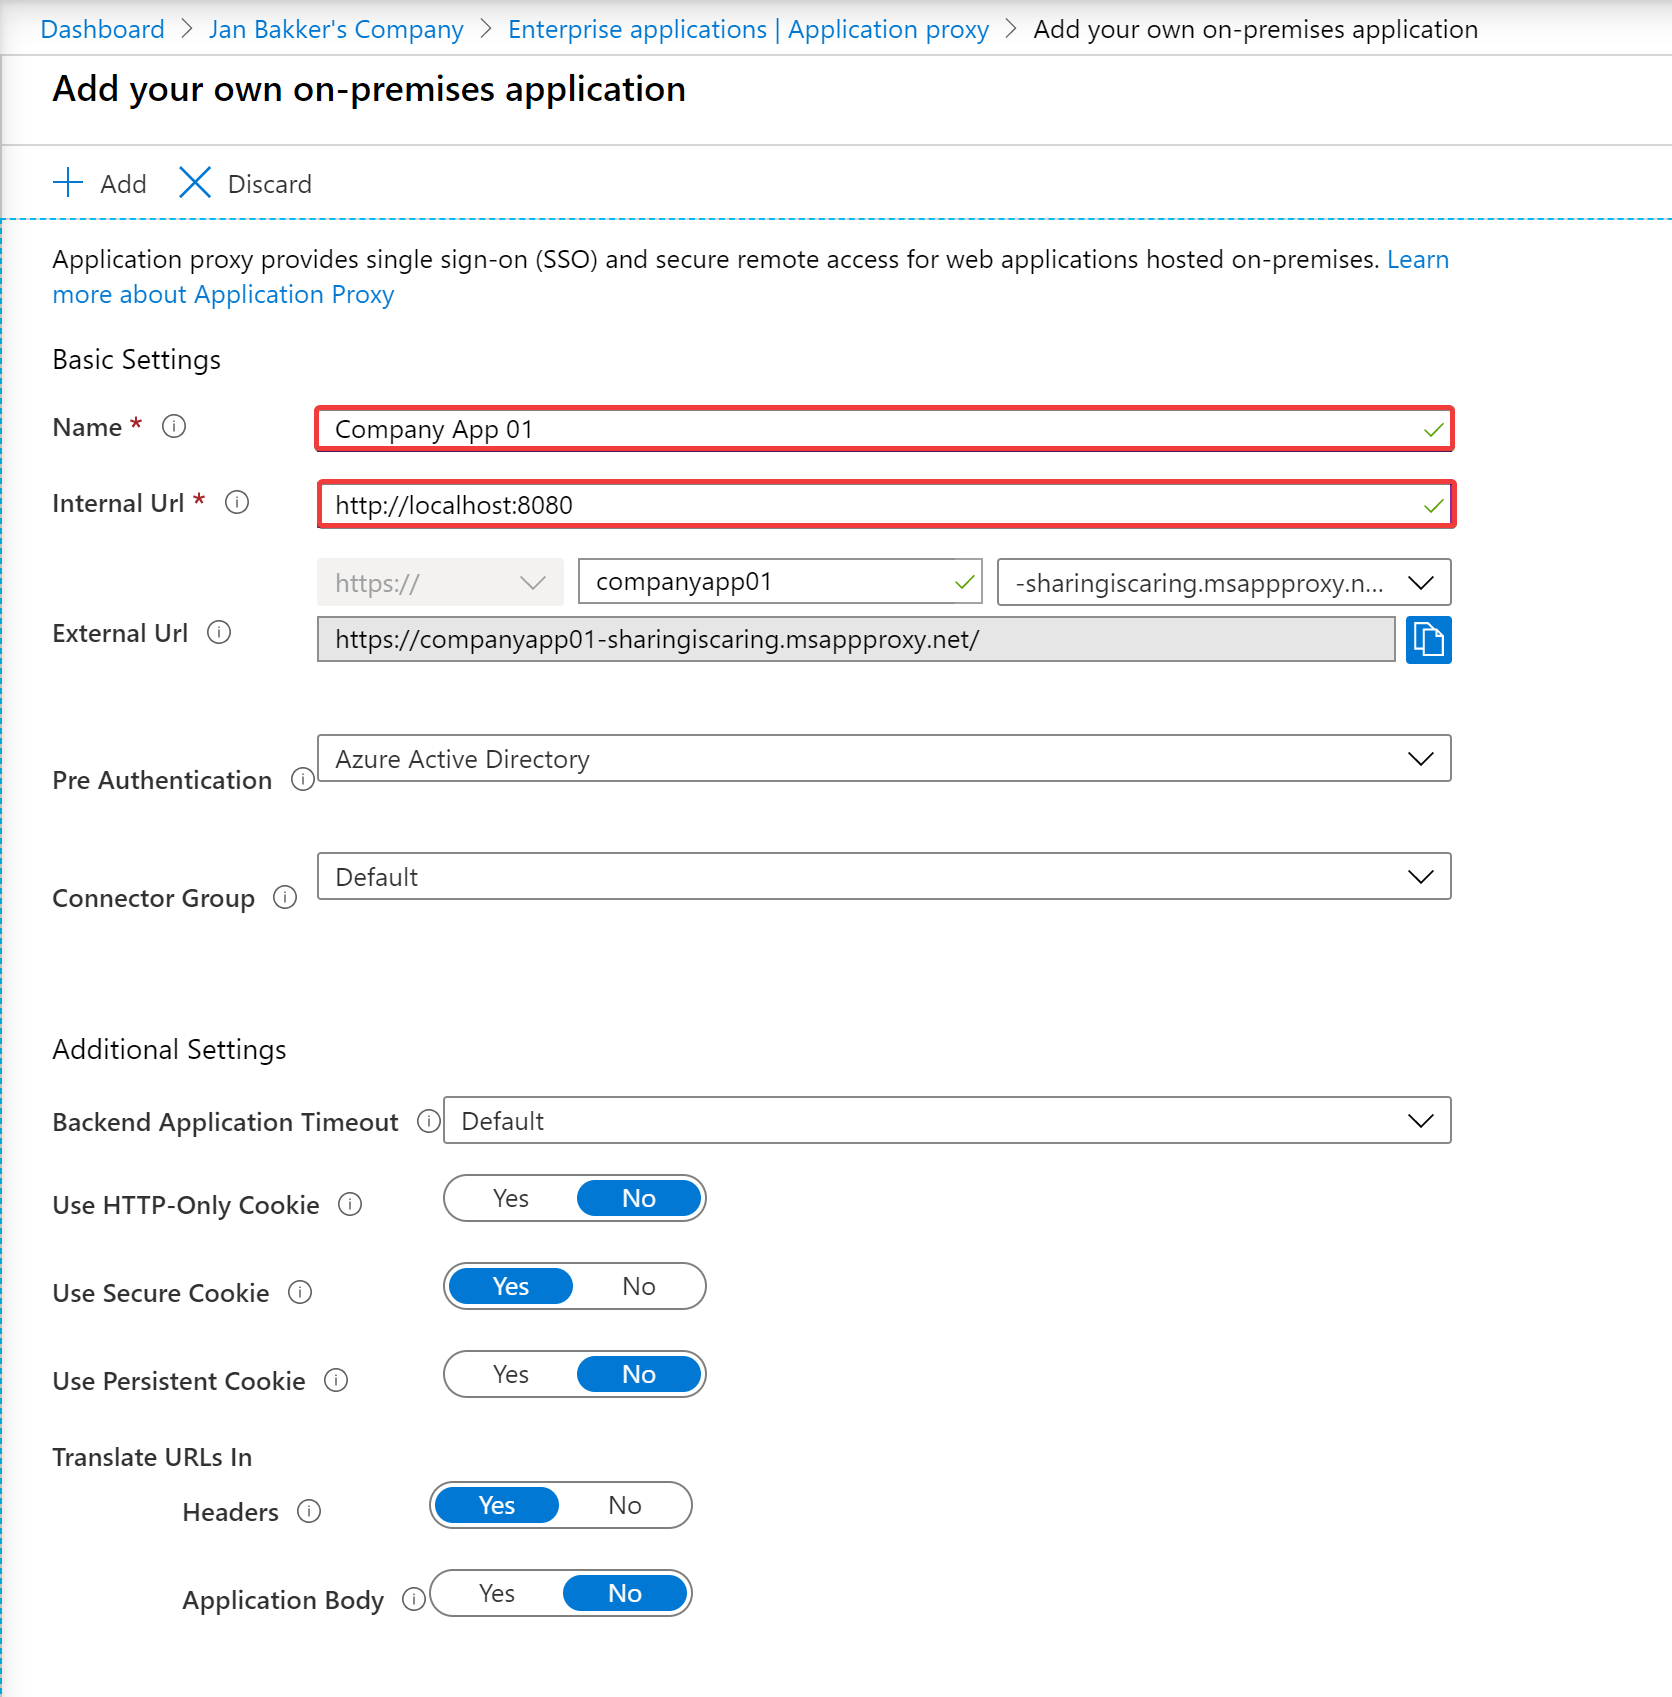 Dashboard > Jan Bakker's Company > Enterprise applications | Application proxy > Add your own on-premises application
Add your own on-premises application
Add Discard
Application proxy provides single sign-on (SSO) and secure remote access for web applications hosted on-premises. Learn
more about Application Proxy
Basic Settings
Name * Company App 01
Internal Url * http://localhost:8080
https:// companyapp01 -sharingiscaring.msappproxy.n...
External Url https://companyapp01-sharingiscaring.msappproxy.net/
Pre Authentication Azure Active Directory
Connector Group Default
Additional Settings
Backend Application Timeout Default
Use HTTP-Only Cookie Yes No
Use Secure Cookie Yes No
Use Persistent Cookie Yes No
Translate URLs In
Headers Yes No
Application Body Yes No